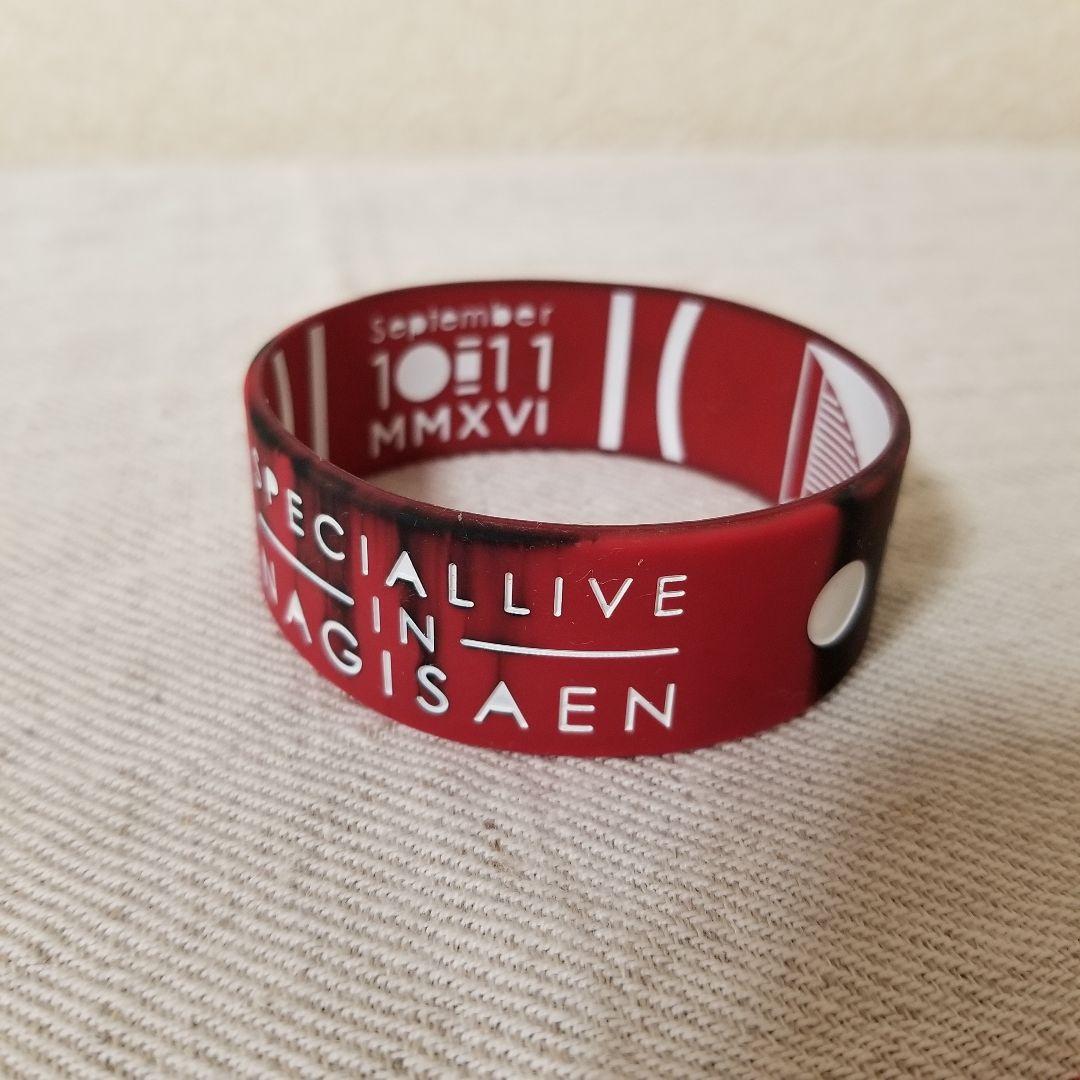 September
10 11
MMXVI
SPECIALLIVE
IN
NAGISAEN